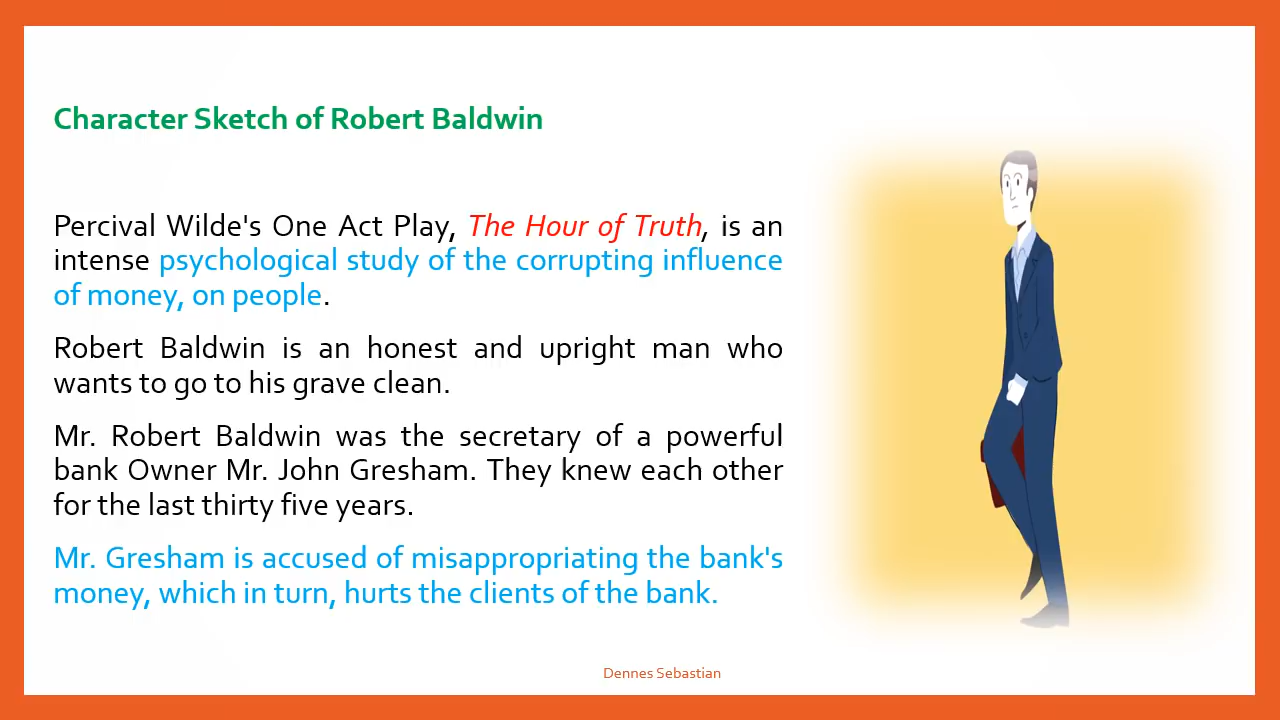 Character Sketch of Robert Baldwin
Percival Wilde's One Act Play, The Hour of Truth, is an
intense psychological study of the corrupting influence
of money, on people.
Robert Baldwin is an honest and upright man who
wants to go to his grave clean.
Mr. Robert Baldwin was the secretary of a powerful
bank Owner Mr. John Gresham. They knew each other
for the last thirty five years.
Mr. Gresham is accused of misappropriating the bank's
money, which in turn, hurts the clients of the bank.
Dennes Sebastian